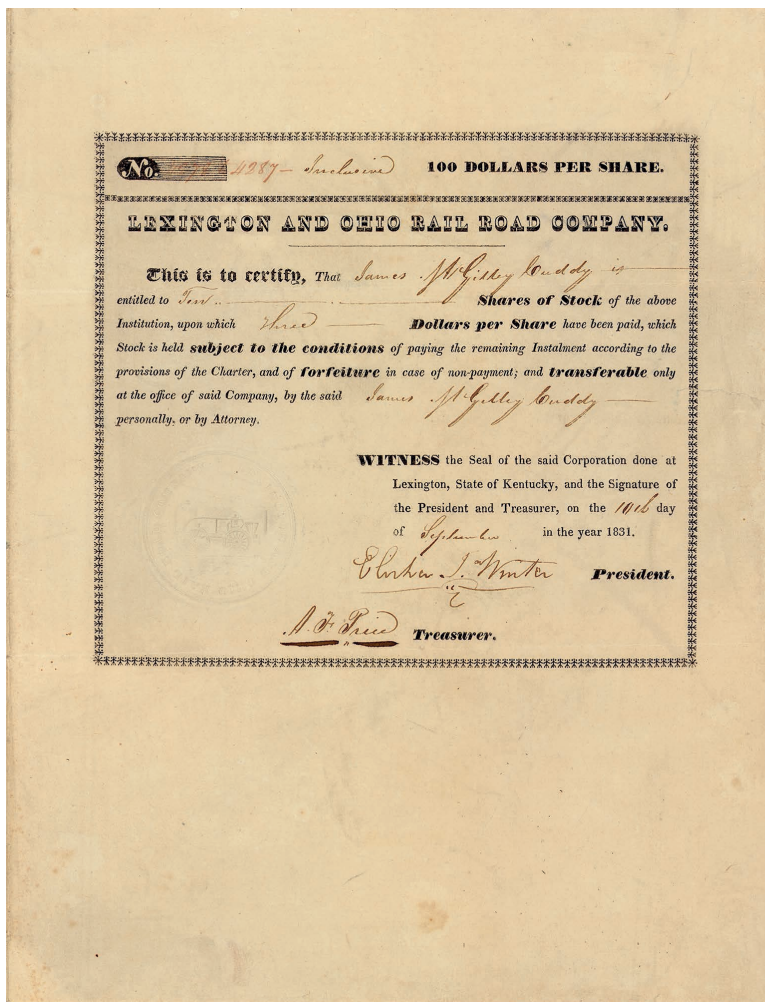 No. 4287 – Inclusive 100 DOLLARS PER SHARE.
LEXINGTON AND OHIO RAIL ROAD COMPANY.
This is to certify, That James McGilley Cuddy is
entitled to Ten Shares of Stock of the above
Institution, upon which Three Dollars per Share have been paid, which
Stock is held subject to the conditions of paying the remaining Instalment according to the
provisions of the Charter, and of forfeiture in case of non-payment; and transferable only
at the office of said Company, by the said James McGilley Cuddy
personally, or by Attorney.
WITNESS the Seal of the said Corporation done at
Lexington, State of Kentucky, and the Signature of
the President and Treasurer, on the 10th day
of September in the year 1831.
Elisha I. Winter President.
A. F. Price Treasurer.